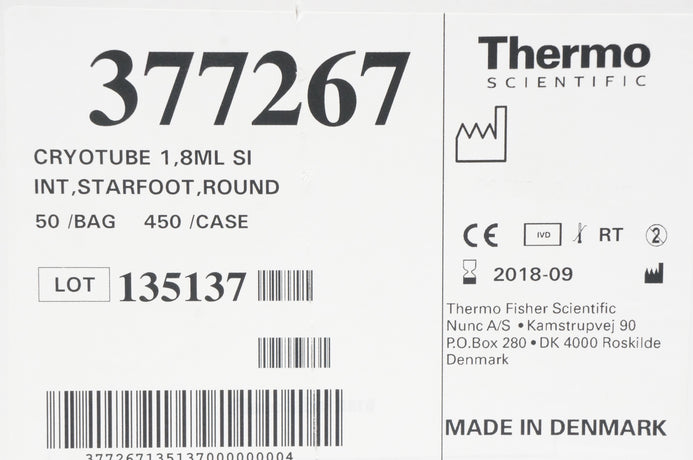 377267
CRYOTUBE 1,8ML SI
INT,STARFOOT,ROUND
50 /BAG 450 /CASE
LOT 135137
377267135137000000004
Thermo
SCIENTIFIC
CE IVD RT 2
2018-09
Thermo Fisher Scientific
Nunc A/S • Kamstrupvej 90
P.O.Box 280 • DK 4000 Roskilde
Denmark
MADE IN DENMARK